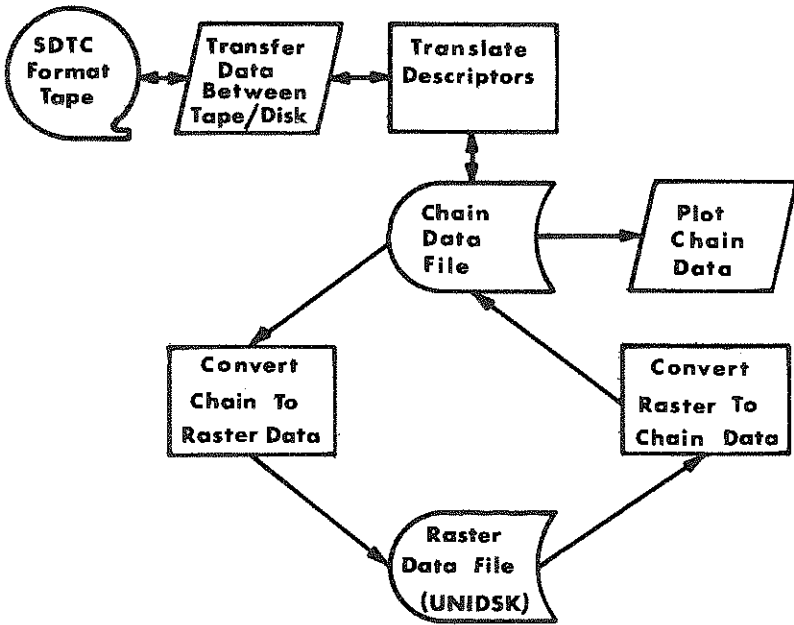 SDTC
Format
Tape
Transfer
Data
Between
Tape/Disk
Translate
Descriptors
Chain
Data
File
Plot
Chain
Data
Convert
Chain To
Raster Data
Convert
Raster To
Chain Data
Raster
Data File
(UNIDSK)